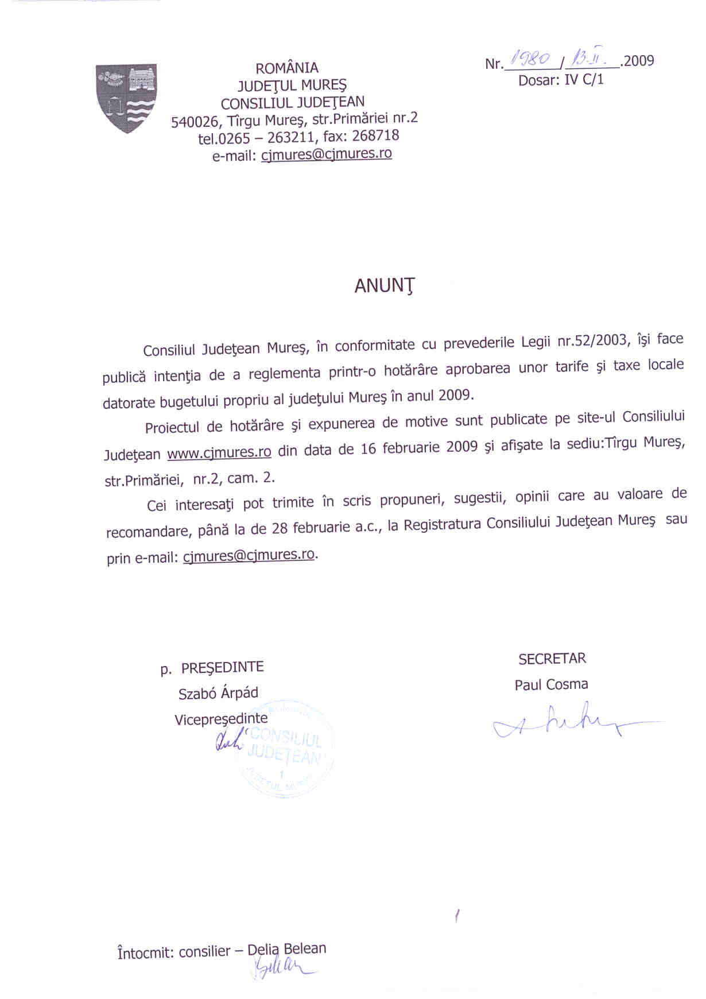 Nr. 1980 / 13.II. .2009
Dosar: IV C/1
ROMÂNIA
JUDEŢUL MUREŞ
CONSILIUL JUDEŢEAN
540026, Tîrgu Mureş, str.Primăriei nr.2
tel.0265 – 263211, fax: 268718
e-mail: cjmures@cjmures.ro
ANUNŢ
Consiliul Judeţean Mureş, în conformitate cu prevederile Legii nr.52/2003, îşi face
publică intenţia de a reglementa printr-o hotărâre aprobarea unor tarife şi taxe locale
datorate bugetului propriu al judeţului Mureş în anul 2009.
Proiectul de hotărâre şi expunerea de motive sunt publicate pe site-ul Consiliului
Judeţean www.cjmures.ro din data de 16 februarie 2009 şi afişate la sediu:Tîrgu Mureş,
str.Primăriei, nr.2, cam. 2.
Cei interesaţi pot trimite în scris propuneri, sugestii, opinii care au valoare de
recomandare, până la de 28 februarie a.c., la Registratura Consiliului Judeţean Mureş sau
prin e-mail: cjmures@cjmures.ro.
p. PREŞEDINTE
Szabó Árpád
Vicepreşedinte
SECRETAR
Paul Cosma
CONSILIUL
JUDEŢEAN
1
JUDEŢUL MUREŞ
Întocmit: consilier – Delia Belean
Belean